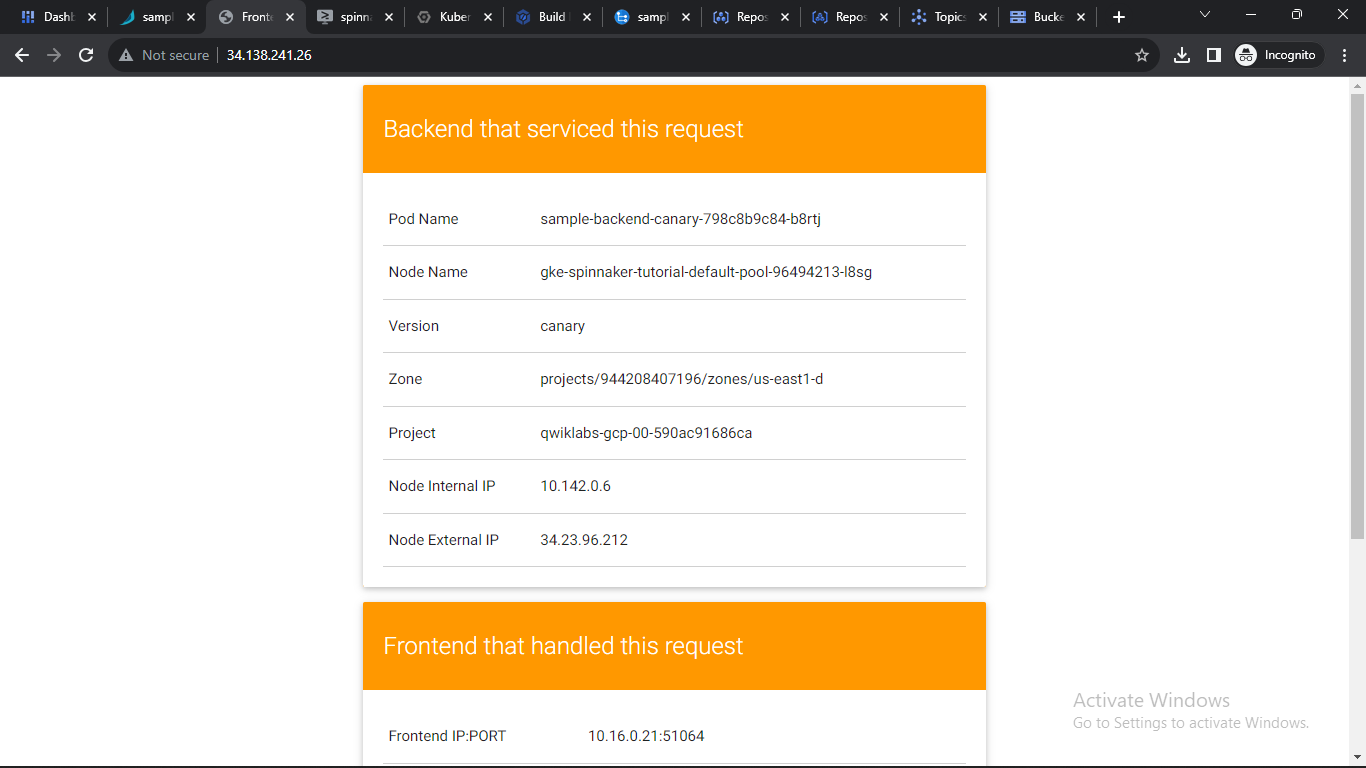 Dashb
sampl
Fronte
spinna
Kuber
Build
sampl
Repos
Repos
Topics
Bucke
Not secure
34.138.241.26
Incognito
Backend that serviced this request
Pod Name sample-backend-canary-798c8b9c84-b8rtj
Node Name gke-spinnaker-tutorial-default-pool-96494213-l8sg
Version canary
Zone projects/944208407196/zones/us-east1-d
Project qwiklabs-gcp-00-590ac91686ca
Node Internal IP 10.142.0.6
Node External IP 34.23.96.212
Frontend that handled this request
Frontend IP:PORT 10.16.0.21:51064
Activate Windows
Go to Settings to activate Windows.